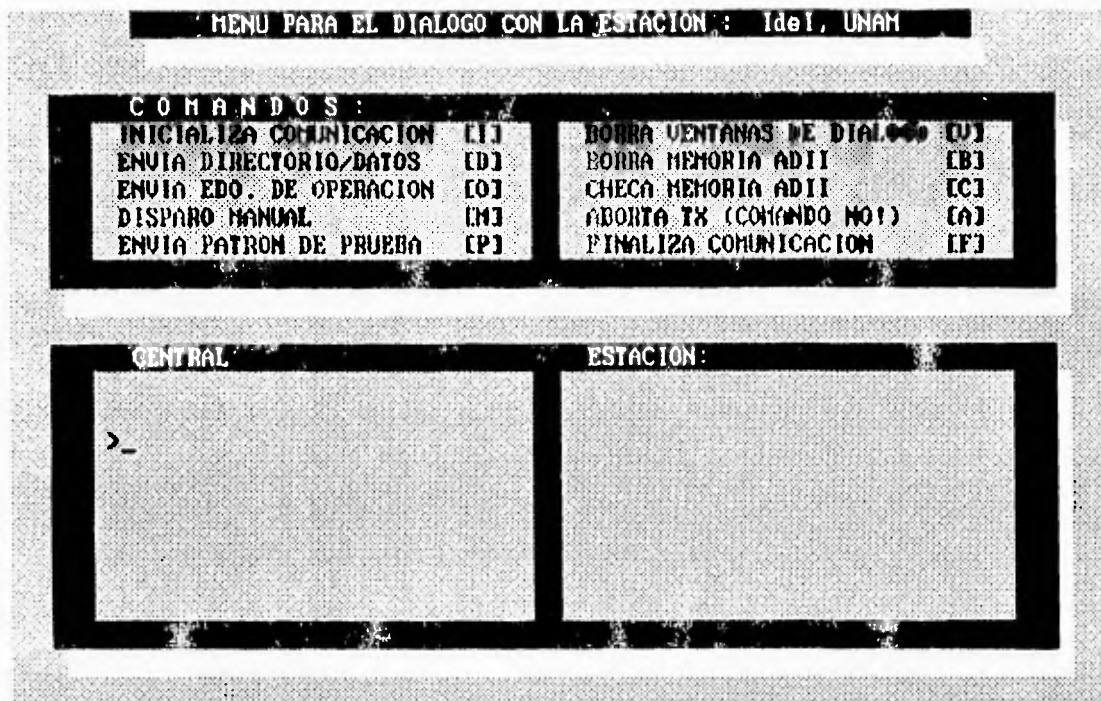 MENU PARA EL DIALOGO CON LA ESTACION : IdeI, UNAM
C O M A N D O S :
INICIALIZA COMUNICACION [I]
ENVIA DIRECTORIO/DATOS [D]
ENVIA EDO. DE OPERACION [O]
DISPARO MANUAL [M]
ENVIA PATRON DE PRUEBA [P]
BORRA VENTANAS DE DIALOGO [V]
BORRA MEMORIA ADII [B]
CHECA MEMORIA ADII [C]
ABORTA TX (COMANDO NO!) [A]
FINALIZA COMUNICACION [F]
CENTRAL
>_
ESTACION: